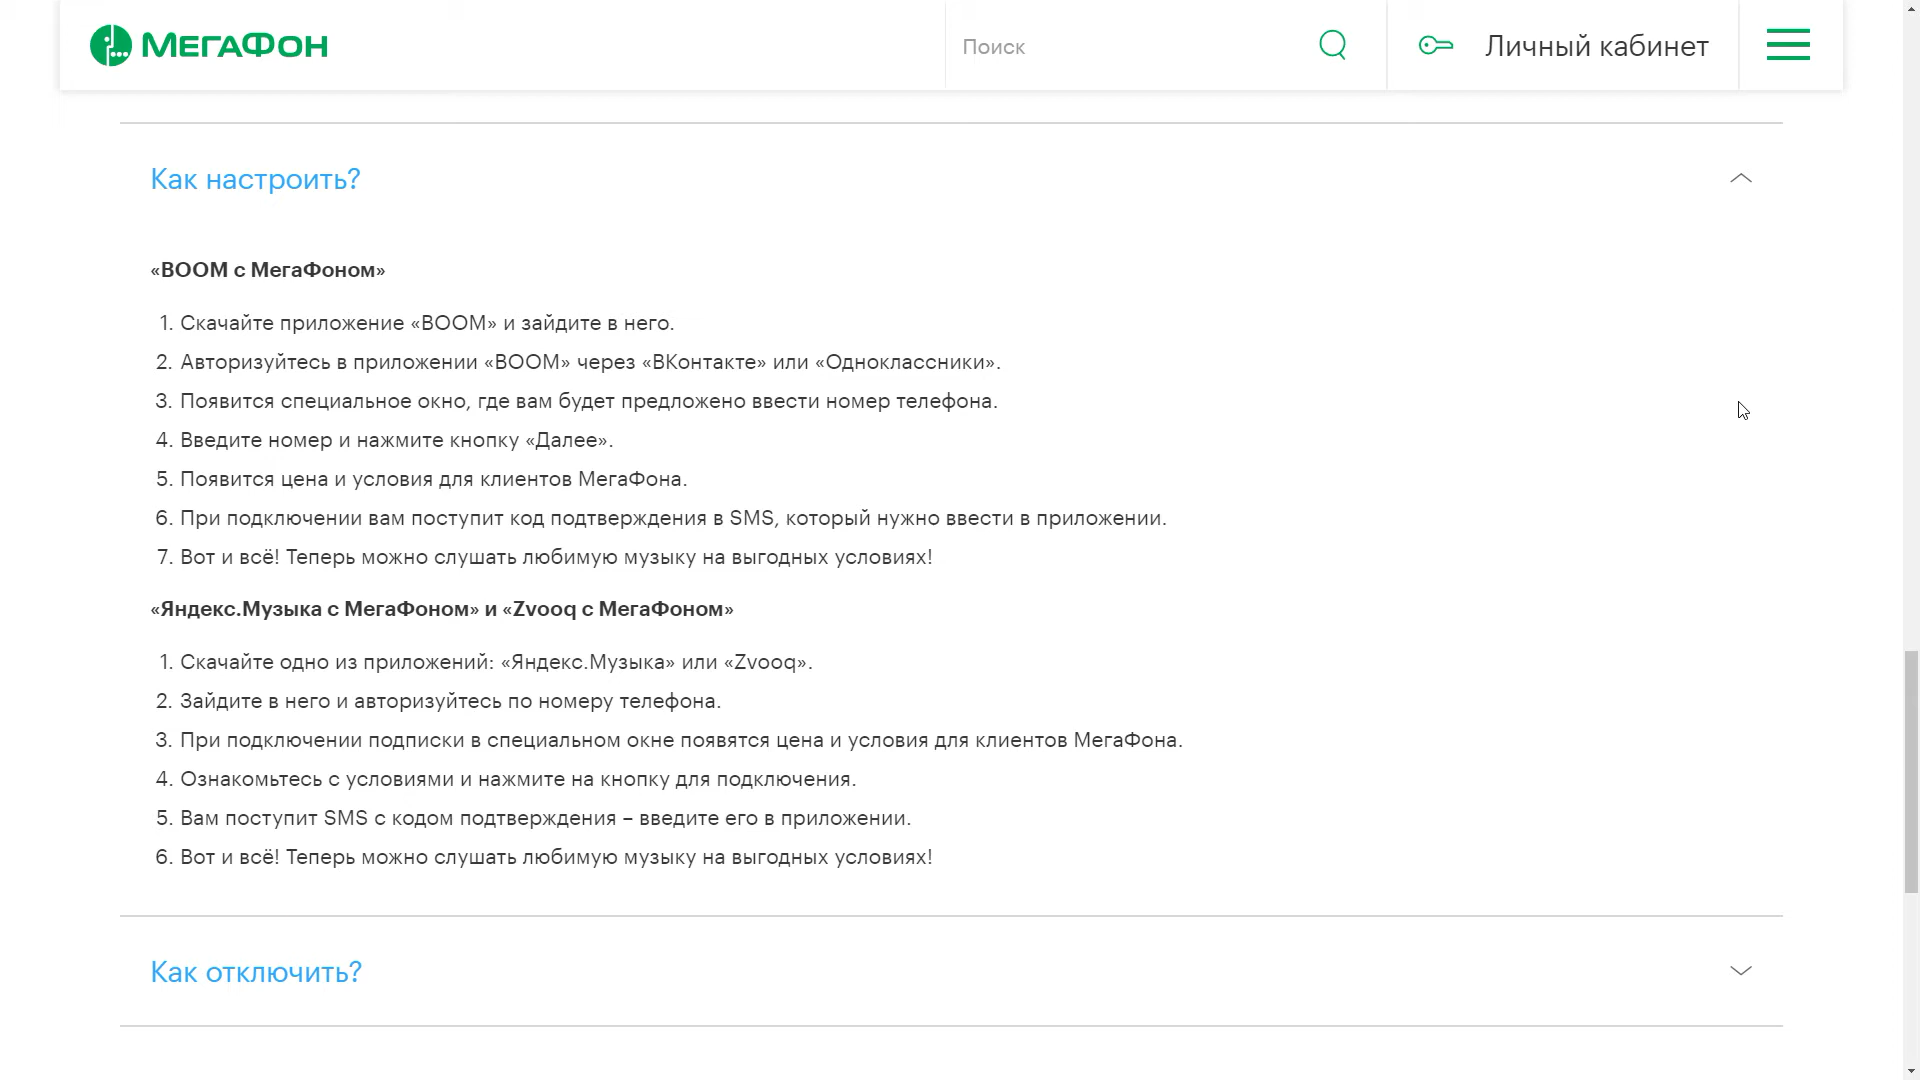 МегаФон
Поиск
Личный кабинет
Как настроить?
«BOOM с МегаФоном»
1. Скачайте приложение «BOOM» и зайдите в него.
2. Авторизуйтесь в приложении «BOOM» через «ВКонтакте» или «Одноклассники».
3. Появится специальное окно, где вам будет предложено ввести номер телефона.
4. Введите номер и нажмите кнопку «Далее».
5. Появится цена и условия для клиентов МегаФона.
6. При подключении вам поступит код подтверждения в SMS, который нужно ввести в приложении.
7. Вот и всё! Теперь можно слушать любимую музыку на выгодных условиях!
«Яндекс.Музыка с МегаФоном» и «Zvooq с МегаФоном»
1. Скачайте одно из приложений: «Яндекс.Музыка» или «Zvooq».
2. Зайдите в него и авторизуйтесь по номеру телефона.
3. При подключении подписки в специальном окне появятся цена и условия для клиентов МегаФона.
4. Ознакомьтесь с условиями и нажмите на кнопку для подключения.
5. Вам поступит SMS с кодом подтверждения – введите его в приложении.
6. Вот и всё! Теперь можно слушать любимую музыку на выгодных условиях!
Как отключить?